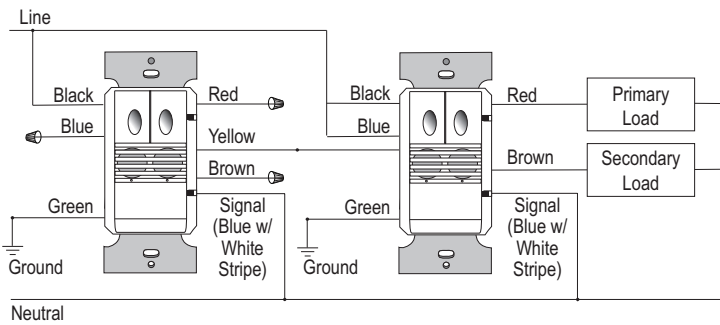 Line
Black
Red
Blue
Yellow
Brown
Green
Signal
(Blue w/
White
Stripe)
Ground
Black
Red
Blue
Brown
Green
Signal
(Blue w/
White
Stripe)
Ground
Primary
Load
Secondary
Load
Neutral